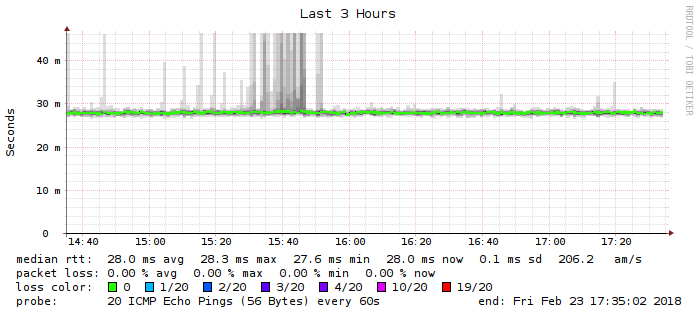 Last 3 Hours
RRDTOOL / TOBI OETIKER
Seconds
40 m
30 m
20 m
10 m
0
14:40 15:00 15:20 15:40 16:00 16:20 16:40 17:00 17:20
median rtt: 28.0 ms avg 28.3 ms max 27.6 ms min 28.0 ms now 0.1 ms sd 206.2 am/s
packet loss: 0.00 % avg 0.00 % max 0.00 % min 0.00 % now
loss color: 0 1/20 2/20 3/20 4/20 10/20 19/20
probe: 20 ICMP Echo Pings (56 Bytes) every 60s end: Fri Feb 23 17:35:02 2018